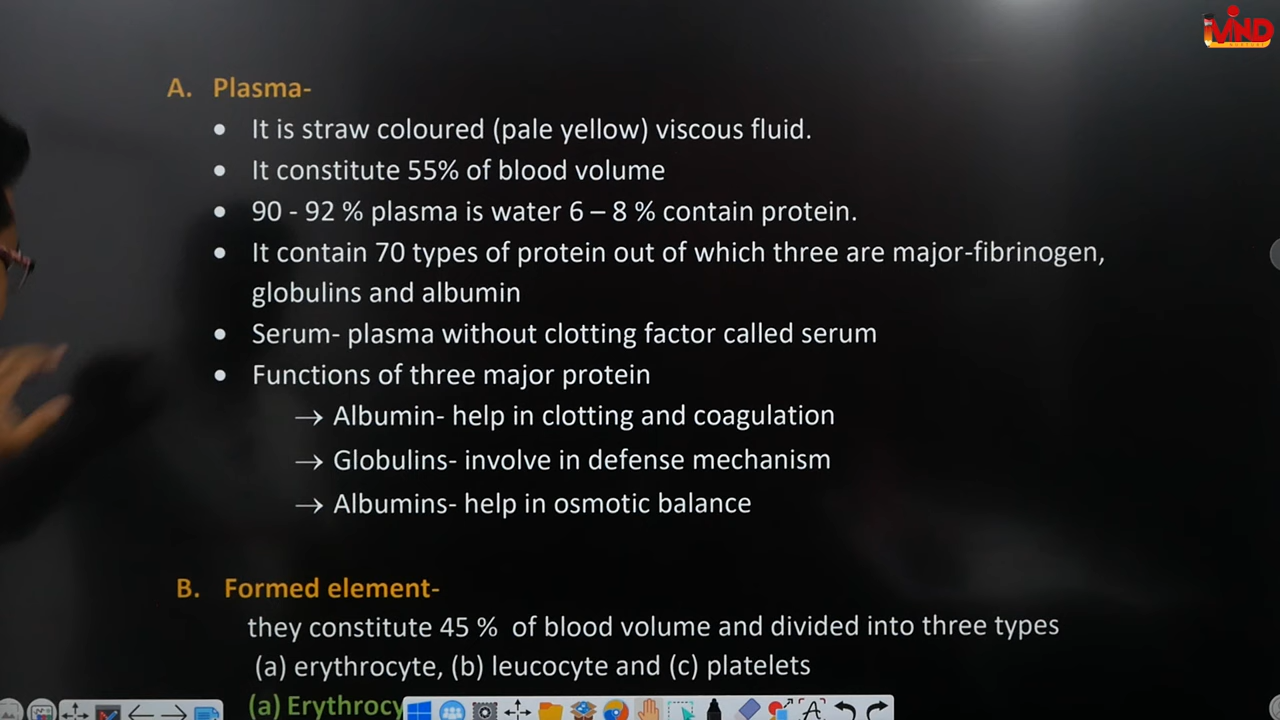 iMIND
A. Plasma-
• It is straw coloured (pale yellow) viscous fluid.
• It constitute 55% of blood volume
• 90 - 92 % plasma is water 6 – 8 % contain protein.
• It contain 70 types of protein out of which three are major-fibrinogen,
globulins and albumin
• Serum- plasma without clotting factor called serum
• Functions of three major protein
→ Albumin- help in clotting and coagulation
→ Globulins- involve in defense mechanism
→ Albumins- help in osmotic balance
B. Formed element-
they constitute 45 % of blood volume and divided into three types
(a) erythrocyte, (b) leucocyte and (c) platelets
(a) Erythrocy